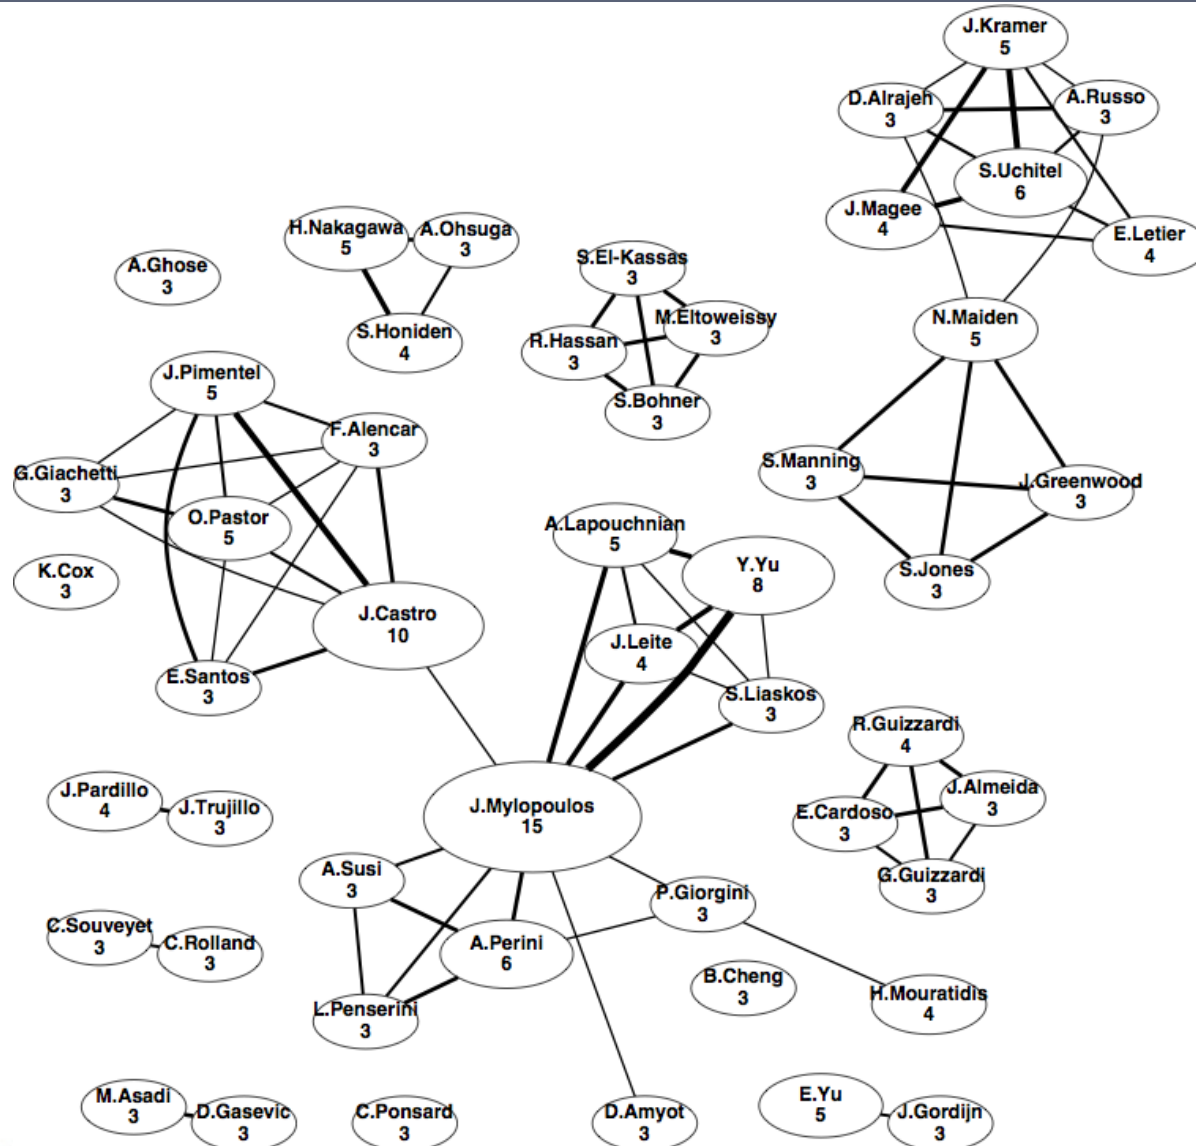 J.Kramer
5
D.Alrajeh
3
A.Russo
3
S.Uchitel
6
J.Magee
4
E.Letier
4
H.Nakagawa
5
A.Ohsuga
3
A.Ghose
3
S.El-Kassas
3
M.Eltoweissy
3
R.Hassan
3
S.Honiden
4
N.Maiden
5
J.Pimentel
5
S.Bohner
3
F.Alencar
3
G.Giachetti
3
S.Manning
3
J.Greenwood
3
O.Pastor
5
A.Lapouchnian
5
Y.Yu
8
K.Cox
3
S.Jones
3
J.Castro
10
J.Leite
4
E.Santos
3
S.Liaskos
3
R.Guizzardi
4
J.Pardillo
4
J.Trujillo
3
J.Mylopoulos
15
J.Almeida
3
E.Cardoso
3
A.Susi
3
G.Guizzardi
3
P.Giorgini
3
C.Souveyet
3
C.Rolland
3
A.Perini
6
B.Cheng
3
H.Mouratidis
4
L.Penserini
3
M.Asadi
3
D.Gasevic
3
C.Ponsard
3
D.Amyot
3
E.Yu
5
J.Gordijn
3